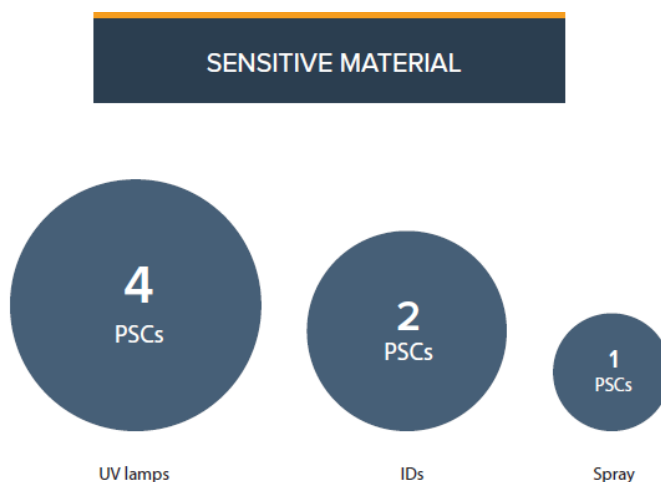 SENSITIVE MATERIAL
4
PSCs
2
PSCs
1
PSCs
UV lamps
IDs
Spray